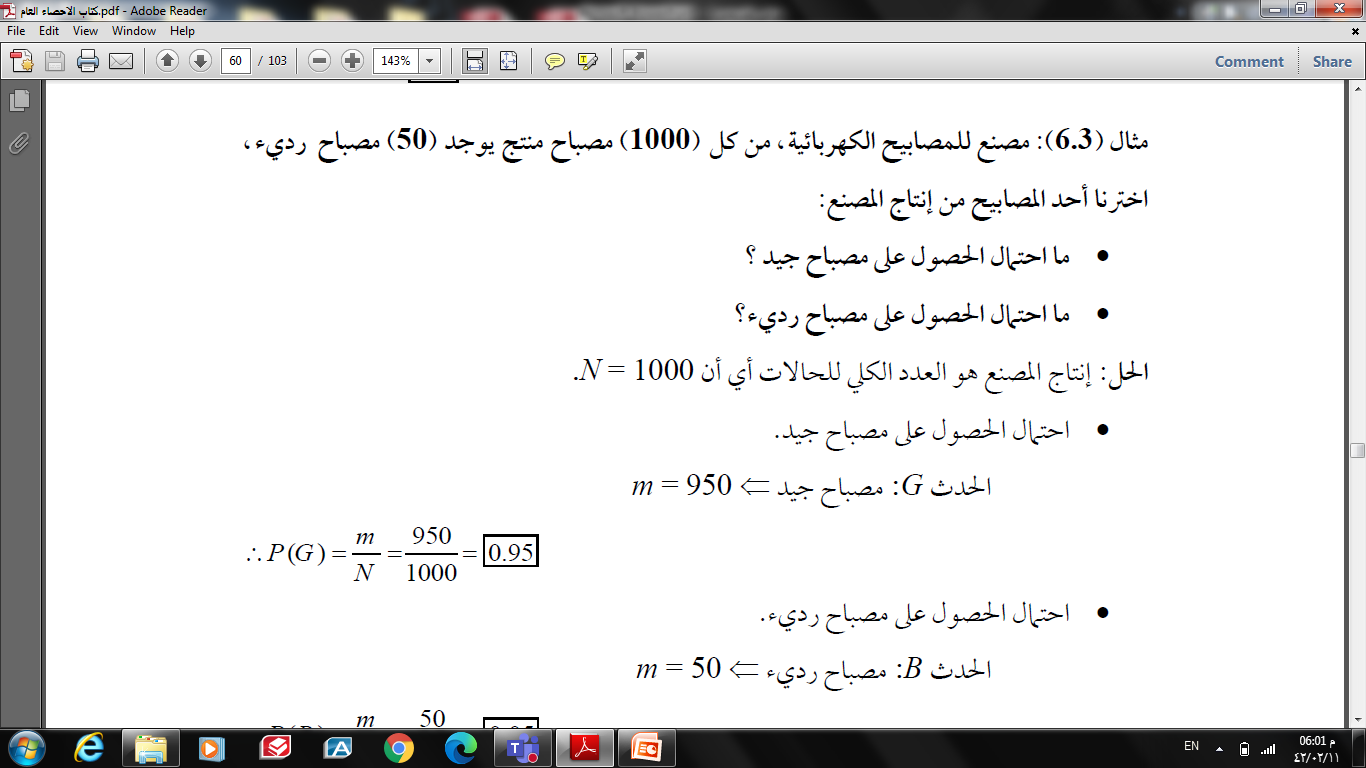 كتاب الاحصاء العام.pdf - Adobe Reader
File Edit View Window Help
60 / 103 143% Comment Share
مثال (6.3): مصنع للمصابيح الكهربائية، من كل (1000) مصباح منتج يوجد (50) مصباح رديء،
اخترنا أحد المصابيح من إنتاج المصنع:
• ما احتمال الحصول على مصباح جيد ؟
• ما احتمال الحصول على مصباح رديء؟
الحل: إنتاج المصنع هو العدد الكلي للحالات أي أن N = 1000.
• احتمال الحصول على مصباح جيد.
الحدث G: مصباح جيد ⇐ m = 950
∴ P(G) = m/N = 950/1000 = 0.95
• احتمال الحصول على مصباح رديء.
الحدث B: مصباح رديء ⇐ m = 50
m 50
EN 06:01 م
٤٢/٠٢/١١